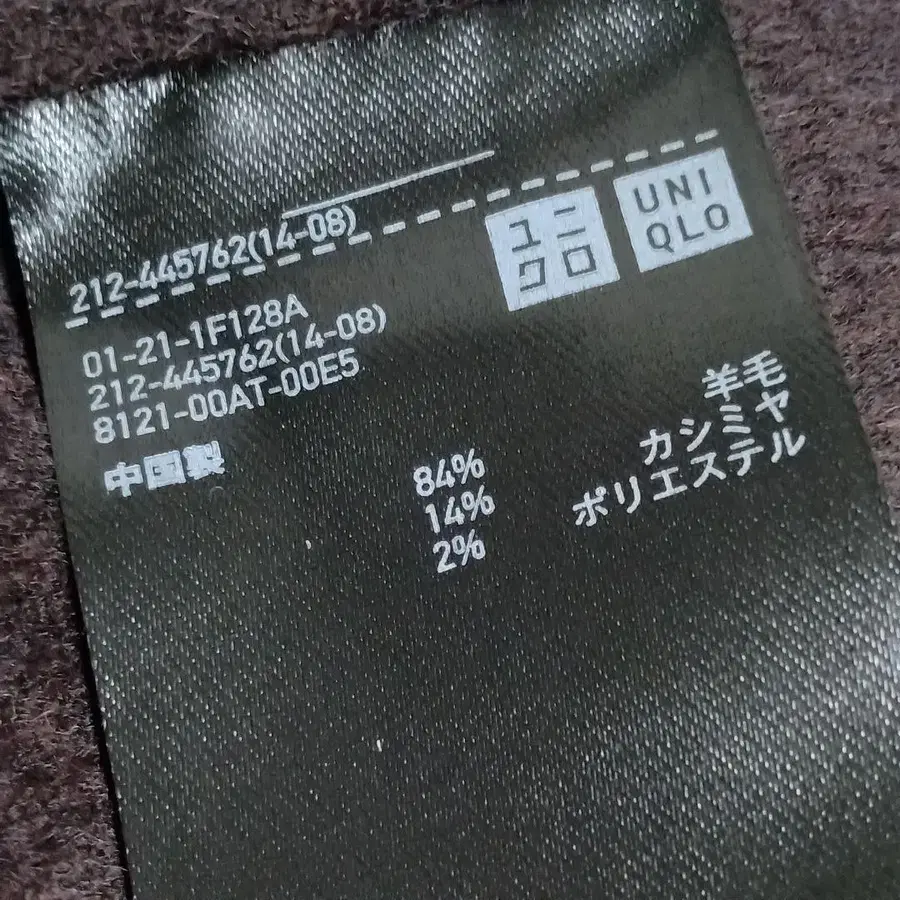 212-445762(14-08)
ユニ
クロ
UNI
QLO
01-21-1F128A
212-445762(14-08)
8121-00AT-00E5
中国製
84% 羊毛
14% カシミヤ
2% ポリエステル